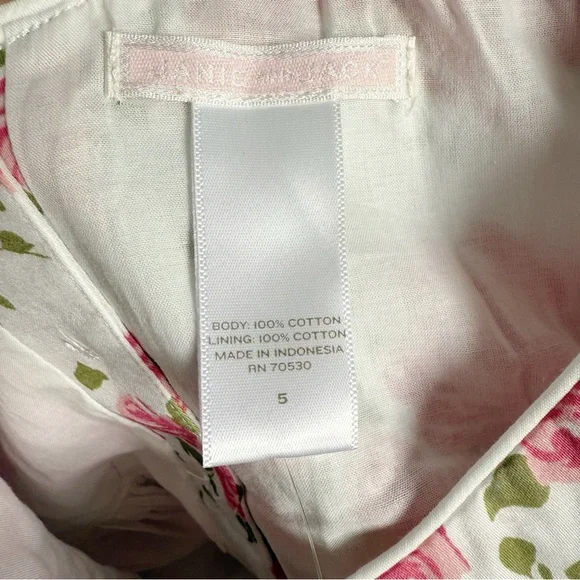 JANIE AND JACK
BODY: 100% COTTON
LINING: 100% COTTON
MADE IN INDONESIA
RN 70530
5